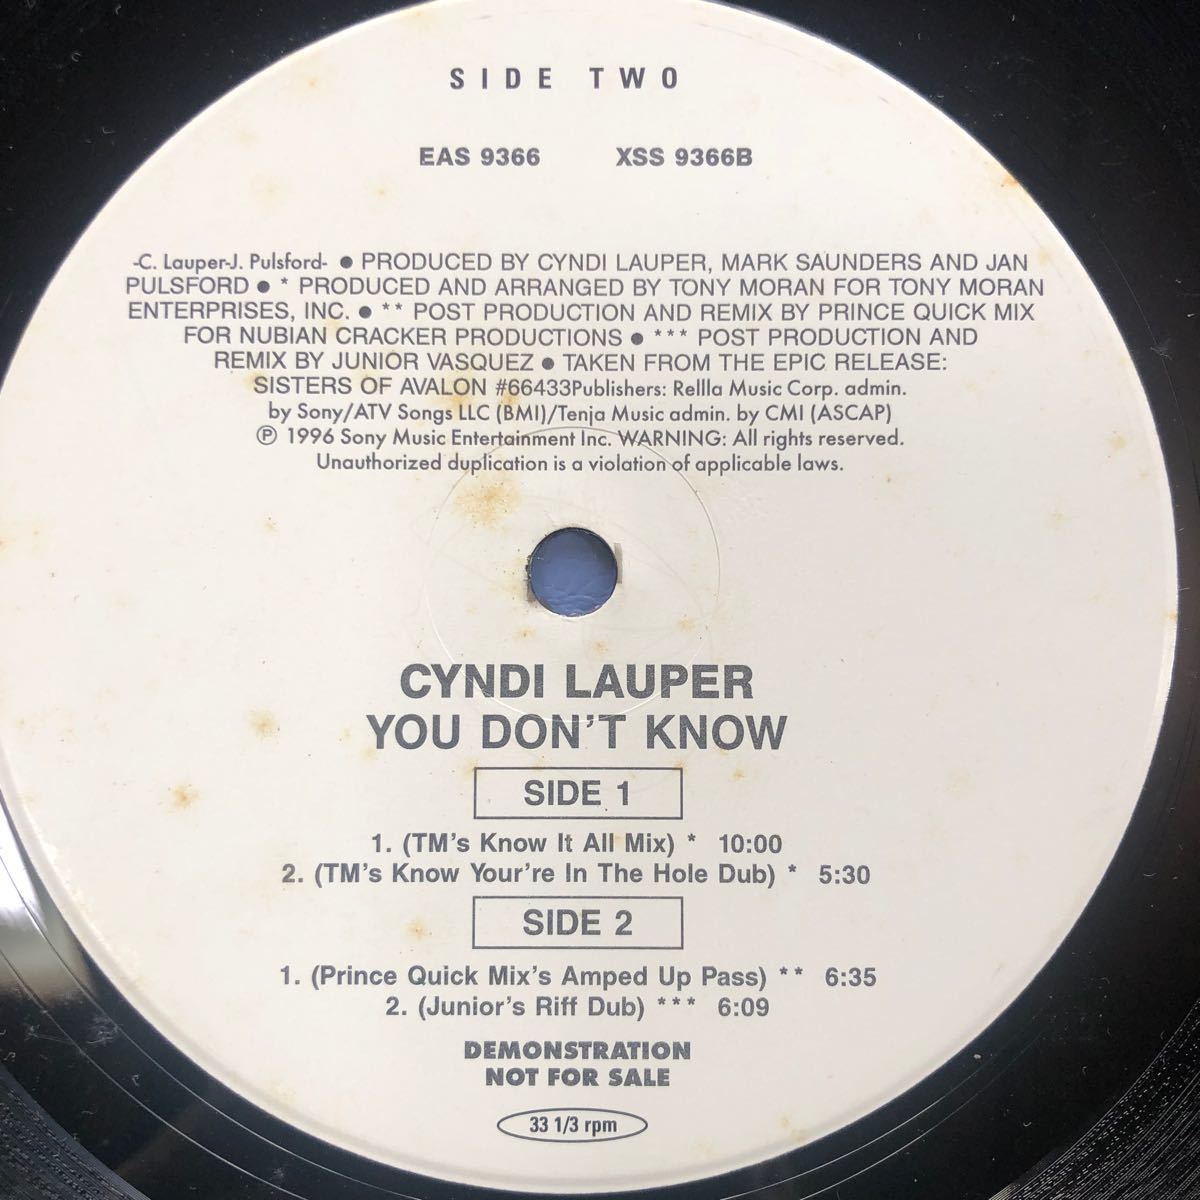 SIDE TWO
EAS 9366 XSS 9366B
-C. Lauper-J. Pulsford- ● PRODUCED BY CYNDI LAUPER, MARK SAUNDERS AND JAN
PULSFORD ● * PRODUCED AND ARRANGED BY TONY MORAN FOR TONY MORAN
ENTERPRISES, INC. ● ** POST PRODUCTION AND REMIX BY PRINCE QUICK MIX
FOR NUBIAN CRACKER PRODUCTIONS ● *** POST PRODUCTION AND
REMIX BY JUNIOR VASQUEZ ● TAKEN FROM THE EPIC RELEASE:
SISTERS OF AVALON #66433Publishers: Rellla Music Corp. admin.
by Sony/ATV Songs LLC (BMI)/Tenja Music admin. by CMI (ASCAP)
℗ 1996 Sony Music Entertainment Inc. WARNING: All rights reserved.
Unauthorized duplication is a violation of applicable laws.
CYNDI LAUPER
YOU DON'T KNOW
SIDE 1
1. (TM's Know It All Mix) * 10:00
2. (TM's Know Your're In The Hole Dub) * 5:30
SIDE 2
1. (Prince Quick Mix's Amped Up Pass) ** 6:35
2. (Junior's Riff Dub) *** 6:09
DEMONSTRATION
NOT FOR SALE
33 1/3 rpm